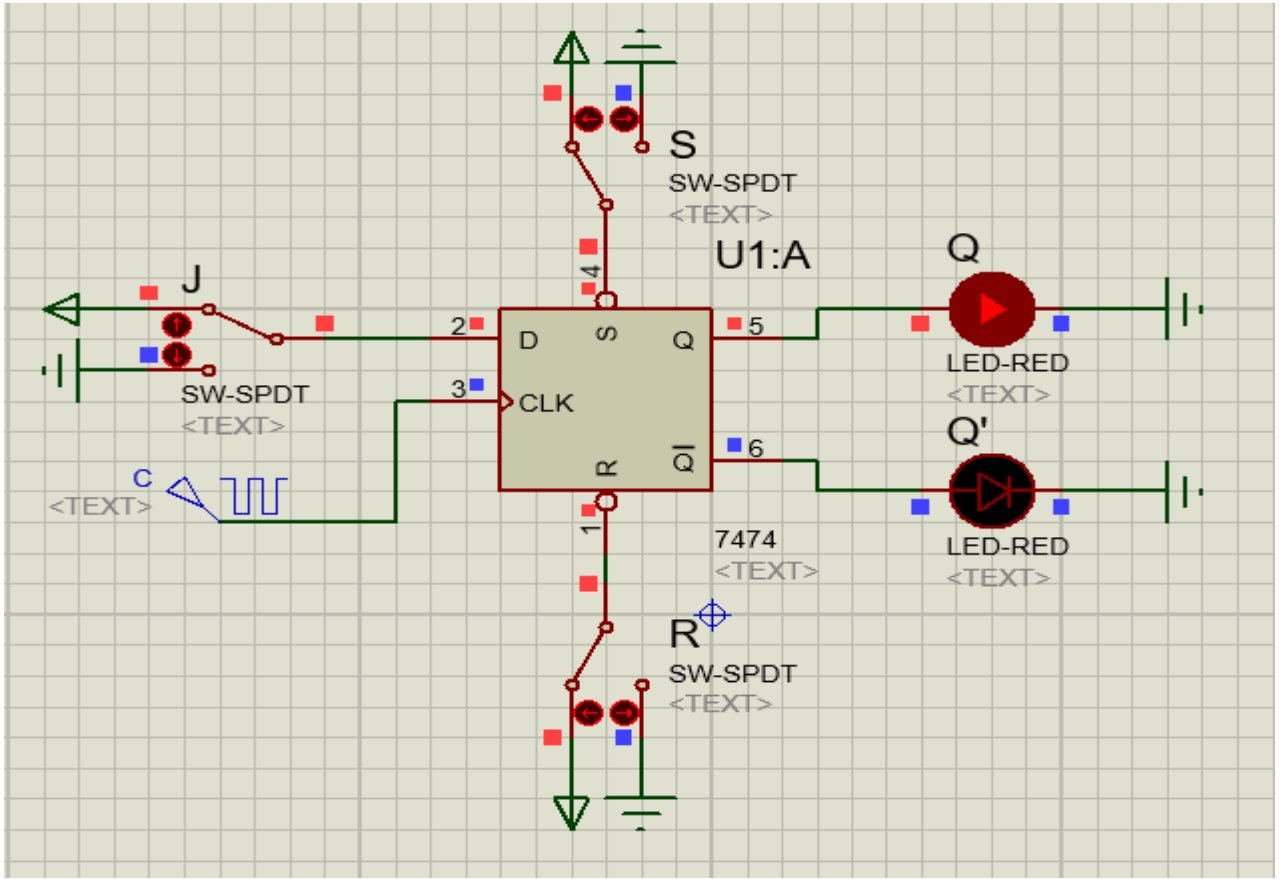 S
SW-SPDT
<TEXT>
4
U1:A
Q
J
2
D
S
Q
5
LED-RED
<TEXT>
SW-SPDT
<TEXT>
3
CLK
Q'
C
<TEXT>
R
Q
6
1
7474
<TEXT>
LED-RED
<TEXT>
R
SW-SPDT
<TEXT>